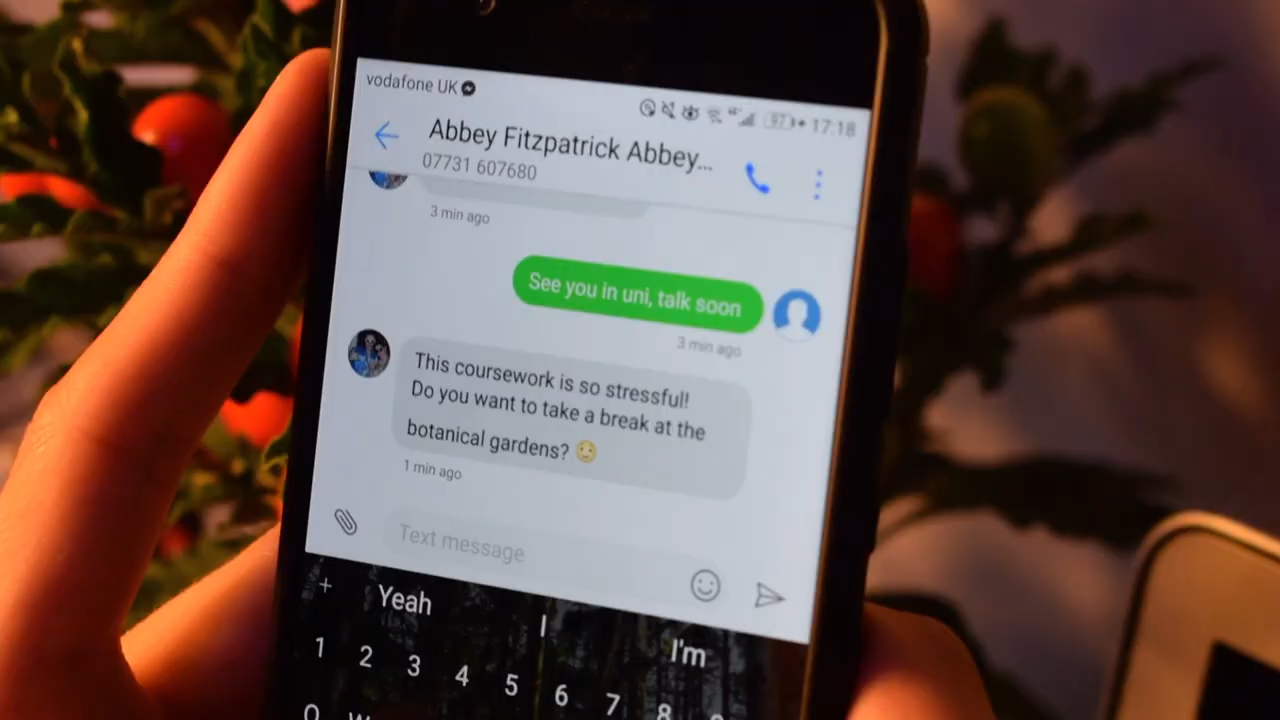 vodafone UK
97 17.18
Abbey Fitzpatrick Abbey...
07731 607680
3 min ago
See you in uni, talk soon
3 min ago
This coursework is so stressful!
Do you want to take a break at the
botanical gardens? 😳
1 min ago
Text message
+ Yeah I I'm
1 2 3 4 5 6 7 8
Q W